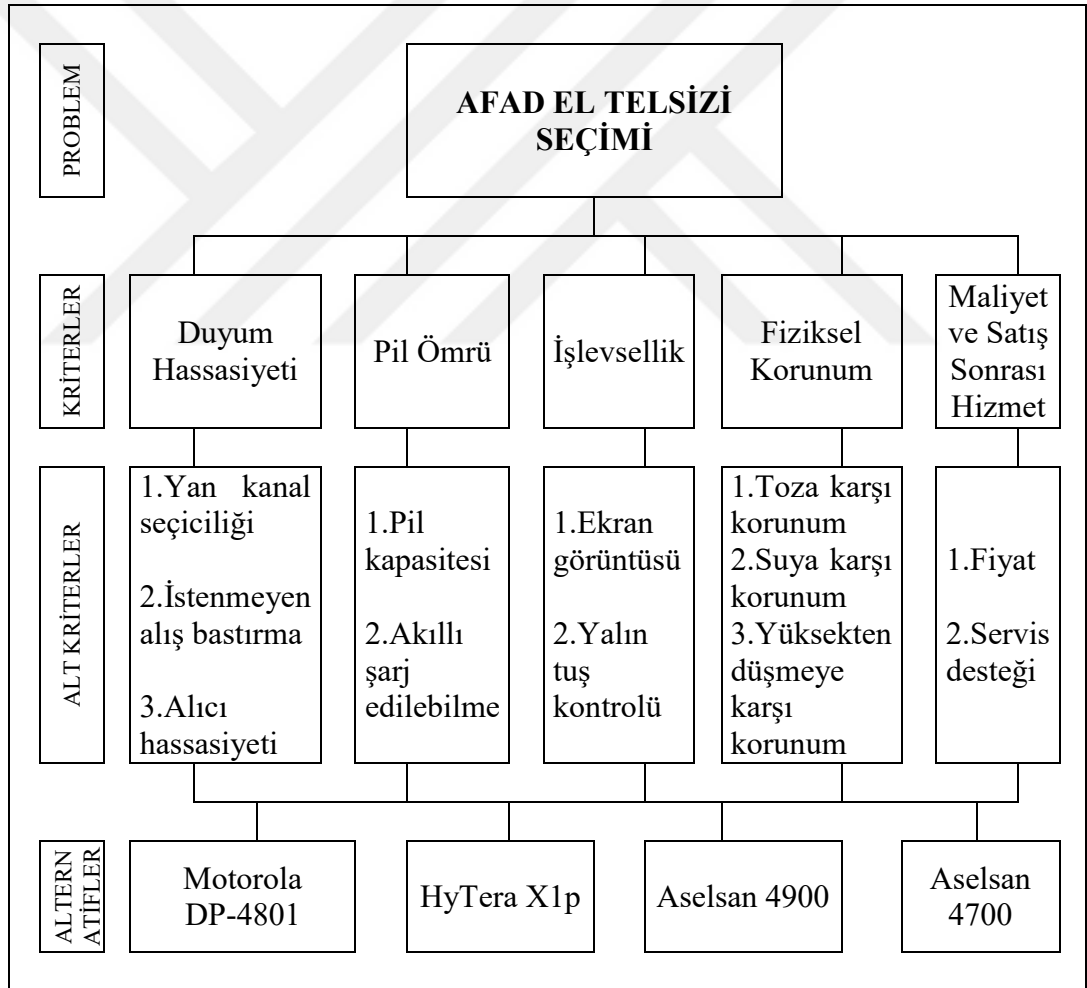 PROBLEM
AFAD EL TELSİZİ
SEÇİMİ
KRİTERLER
Duyum
Hassasiyeti
Pil Ömrü
İşlevsellik
Fiziksel
Korunum
Maliyet
ve Satış
Sonrası
Hizmet
ALT KRİTERLER
1.Yan kanal
seçiciliği
2.İstenmeyen
alış bastırma
3.Alıcı
hassasiyeti
1.Pil
kapasitesi
2.Akıllı
şarj
edilebilme
1.Ekran
görüntüsü
2.Yalın
tuş
kontrolü
1.Toza karşı
korunum
2.Suya karşı
korunum
3.Yüksekten
düşmeye
karşı
korunum
1.Fiyat
2.Servis
desteği
ALTERN
ATİFLER
Motorola
DP-4801
HyTera X1p
Aselsan 4900
Aselsan
4700